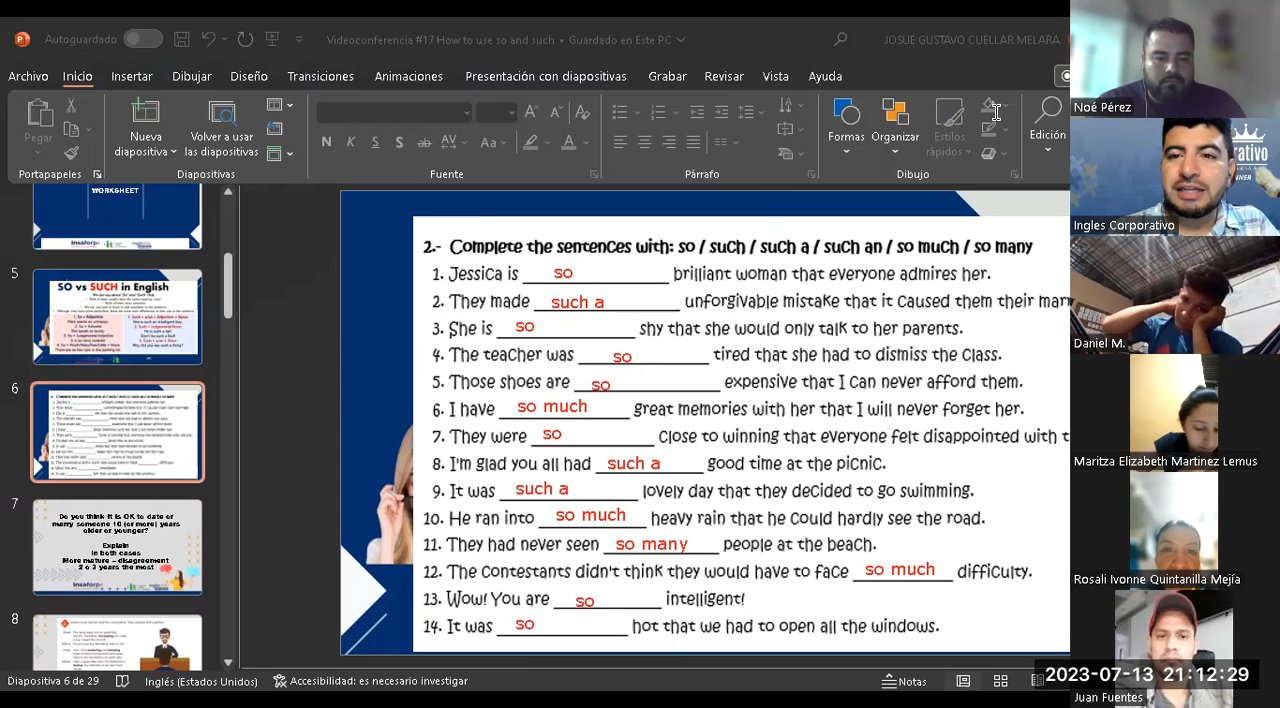 Autoguardado
Videoconferencia #17 How to use so and such • Guardado en Este PC
JOSUE GUSTAVO CUELLAR MELARA
Archivo Inicio Insertar Dibujar Diseño Transiciones Animaciones Presentación con diapositivas Grabar Revisar Vista Ayuda
Pegar
Nueva diapositiva
Volver a usar las diapositivas
N K S S ab AV Aa A
Formas Organizar Estilos rápidos Edición
Portapapeles Diapositivas Fuente Párrafo Dibujo
WORKSHEET
5
SO vs SUCH in English
6
7
Do you think it is OK to date or
marry someone 10 (or more) years
older or younger?
Explain
in both cases
More mature – disagreement
2 o 3 years the most
8
2.- Complete the sentences with: so / such / such a / such an / so much / so many
1. Jessica is so brilliant woman that everyone admires her.
2. They made such a unforgivable mistake that it caused them their marr
3. She is so shy that she would only talk to her parents.
4. The teacher was so tired that she had to dismiss the class.
5. Those shoes are so expensive that I can never afford them.
6. I have so much great memories about her that I will never forget her.
7. They were so close to winning that everyone felt disappointed with t
8. I'm glad you all had such a good time at the picnic.
9. It was such a lovely day that they decided to go swimming.
10. He ran into so much heavy rain that he could hardly see the road.
11. They had never seen so many people at the beach.
12. The contestants didn't think they would have to face so much difficulty.
13. Wow! You are so intelligent!
14. It was so hot that we had to open all the windows.
Noé Pérez
rativo
NNER
Ingles Corporativo
Daniel M.
Maritza Elizabeth Martinez Lemus
Rosali Ivonne Quintanilla Mejía
2023-07-13 21:12:29
Juan Fuentes
Diapositiva 6 de 29 Inglés (Estados Unidos) Accesibilidad: es necesario investigar Notas